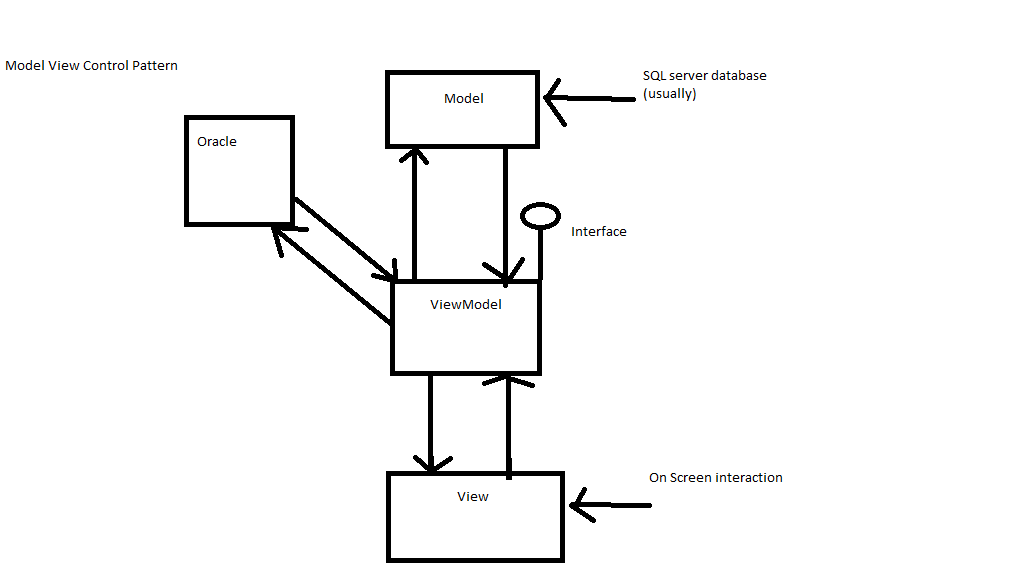 Model View Control Pattern
SQL server database
(usually)
Model
Oracle
Interface
ViewModel
On Screen interaction
View